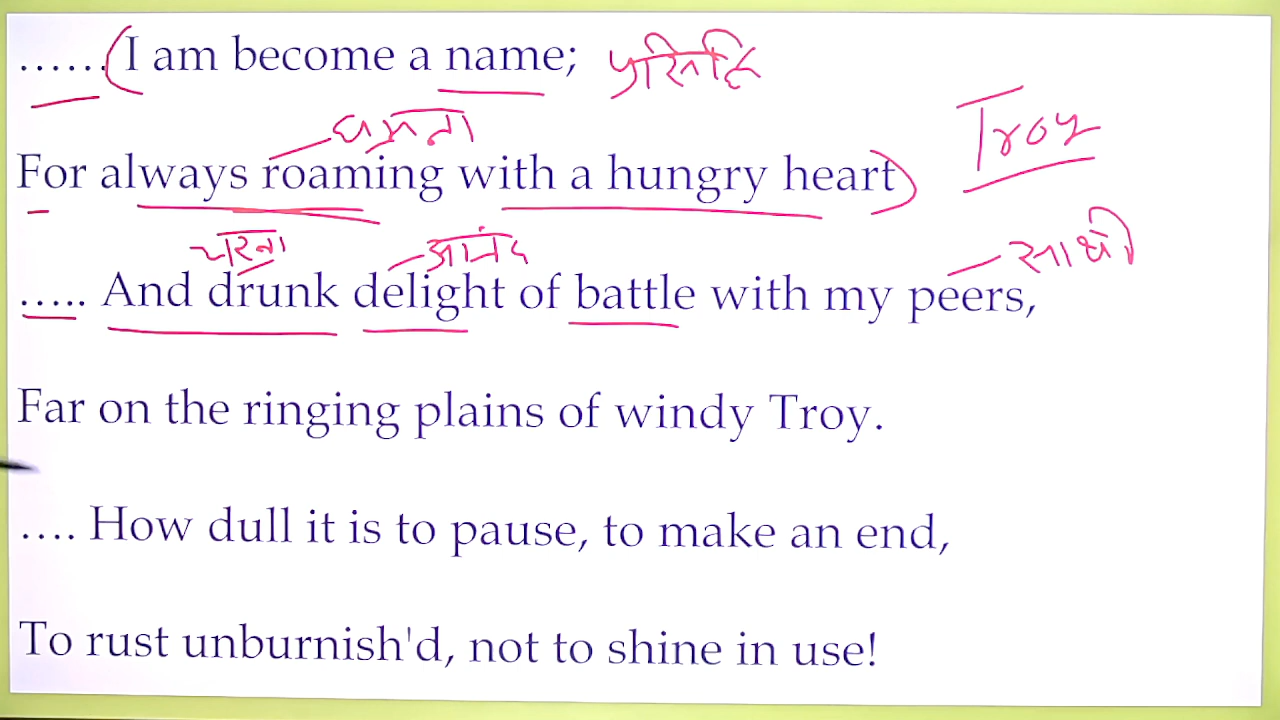 ...... (I am become a name; प्रसिद्धि
घुमना
Troy
For always roaming with a hungry heart)
आनंद
साथी
..... And drunk delight of battle with my peers,
Far on the ringing plains of windy Troy.
.... How dull it is to pause, to make an end,
To rust unburnish'd, not to shine in use!